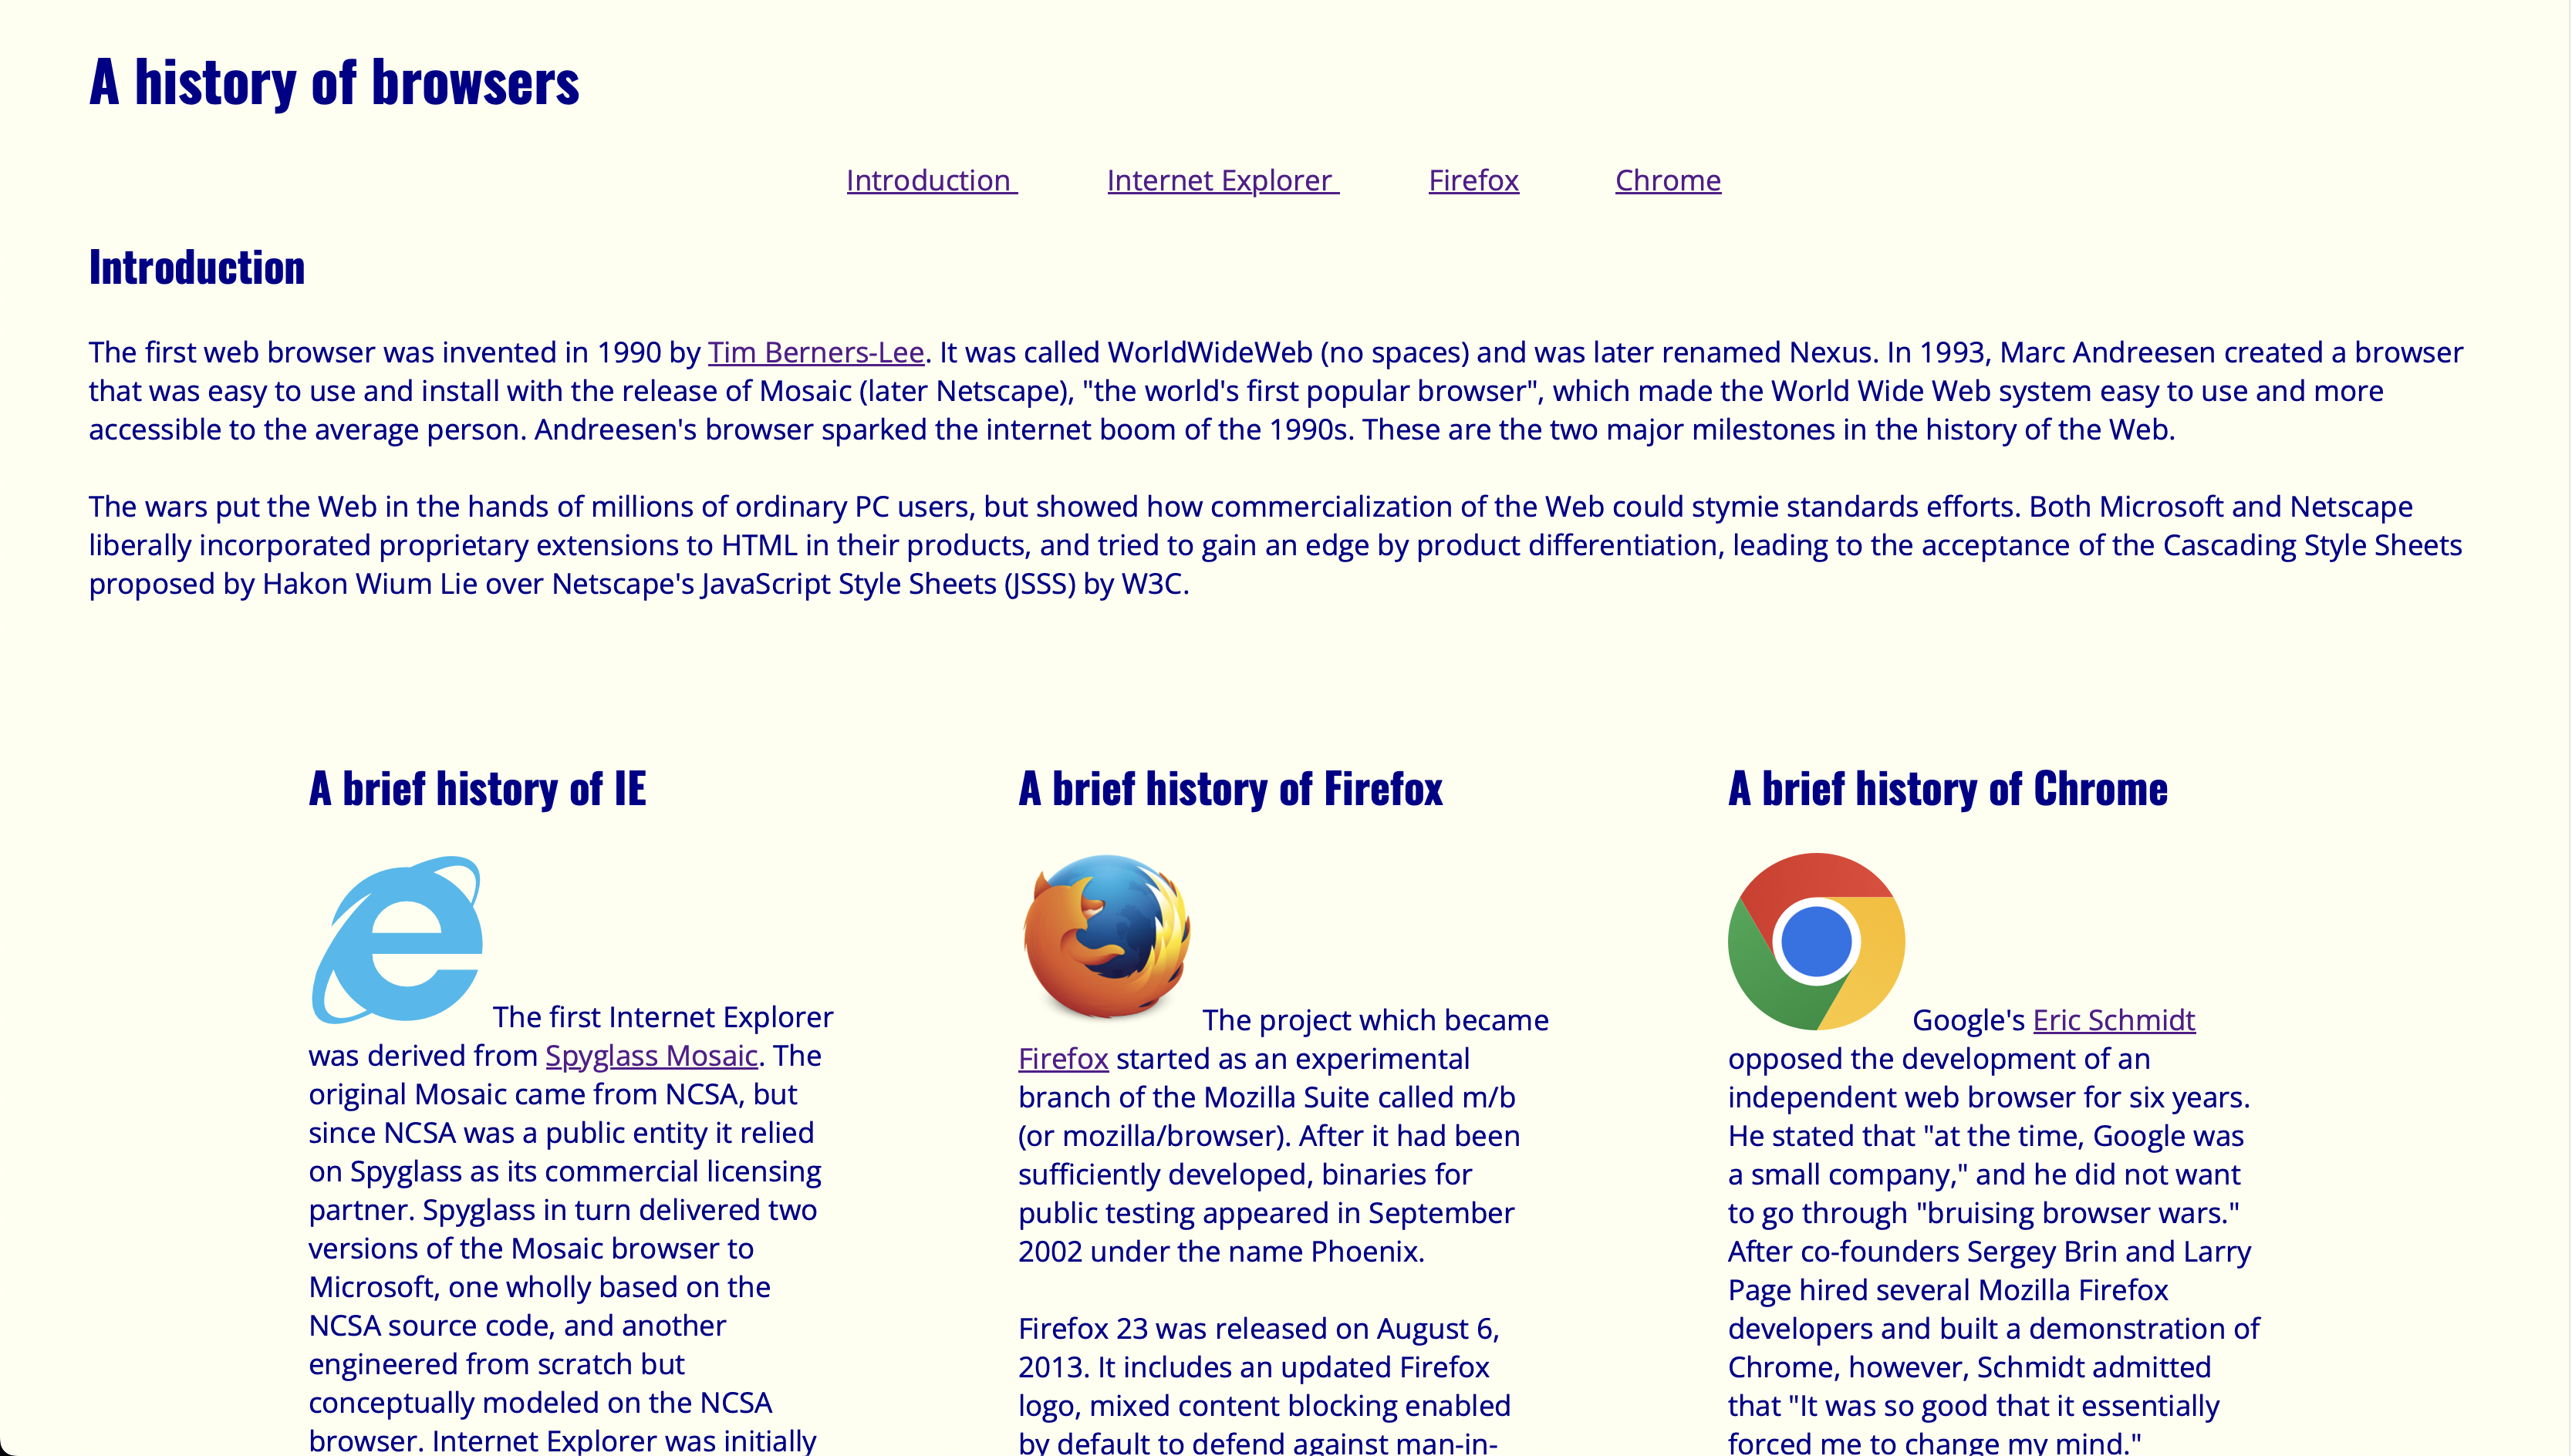 A history of browsers
Introduction
Internet Explorer
Firefox
Chrome
Introduction
The first web browser was invented in 1990 by Tim Berners-Lee. It was called WorldWideWeb (no spaces) and was later renamed Nexus. In 1993, Marc Andreesen created a browser
that was easy to use and install with the release of Mosaic (later Netscape), "the world's first popular browser", which made the World Wide Web system easy to use and more
accessible to the average person. Andreesen's browser sparked the internet boom of the 1990s. These are the two major milestones in the history of the Web.
The wars put the Web in the hands of millions of ordinary PC users, but showed how commercialization of the Web could stymie standards efforts. Both Microsoft and Netscape
liberally incorporated proprietary extensions to HTML in their products, and tried to gain an edge by product differentiation, leading to the acceptance of the Cascading Style Sheets
proposed by Hakon Wium Lie over Netscape's JavaScript Style Sheets (JSSS) by W3C.
A brief history of IE
The first Internet Explorer
was derived from Spyglass Mosaic. The
original Mosaic came from NCSA, but
since NCSA was a public entity it relied
on Spyglass as its commercial licensing
partner. Spyglass in turn delivered two
versions of the Mosaic browser to
Microsoft, one wholly based on the
NCSA source code, and another
engineered from scratch but
conceptually modeled on the NCSA
browser. Internet Explorer was initially
A brief history of Firefox
The project which became
Firefox started as an experimental
branch of the Mozilla Suite called m/b
(or mozilla/browser). After it had been
sufficiently developed, binaries for
public testing appeared in September
2002 under the name Phoenix.
Firefox 23 was released on August 6,
2013. It includes an updated Firefox
logo, mixed content blocking enabled
by default to defend against man-in-
A brief history of Chrome
Google's Eric Schmidt
opposed the development of an
independent web browser for six years.
He stated that "at the time, Google was
a small company," and he did not want
to go through "bruising browser wars."
After co-founders Sergey Brin and Larry
Page hired several Mozilla Firefox
developers and built a demonstration of
Chrome, however, Schmidt admitted
that "It was so good that it essentially
forced me to change my mind."